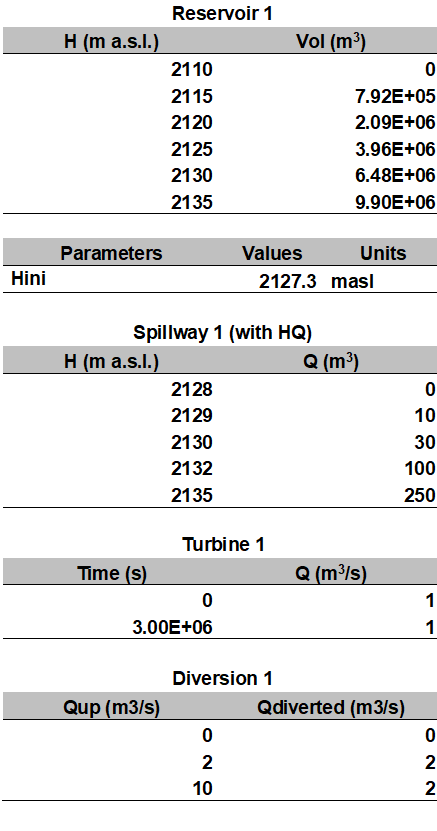 Reservoir 1
H (m a.s.l.) Vol (m³)
2110 0
2115 7.92E+05
2120 2.09E+06
2125 3.96E+06
2130 6.48E+06
2135 9.90E+06
Parameters Values Units
Hini 2127.3 masl
Spillway 1 (with HQ)
H (m a.s.l.) Q (m³)
2128 0
2129 10
2130 30
2132 100
2135 250
Turbine 1
Time (s) Q (m³/s)
0 1
3.00E+06 1
Diversion 1
Qup (m3/s) Qdiverted (m3/s)
0 0
2 2
10 2